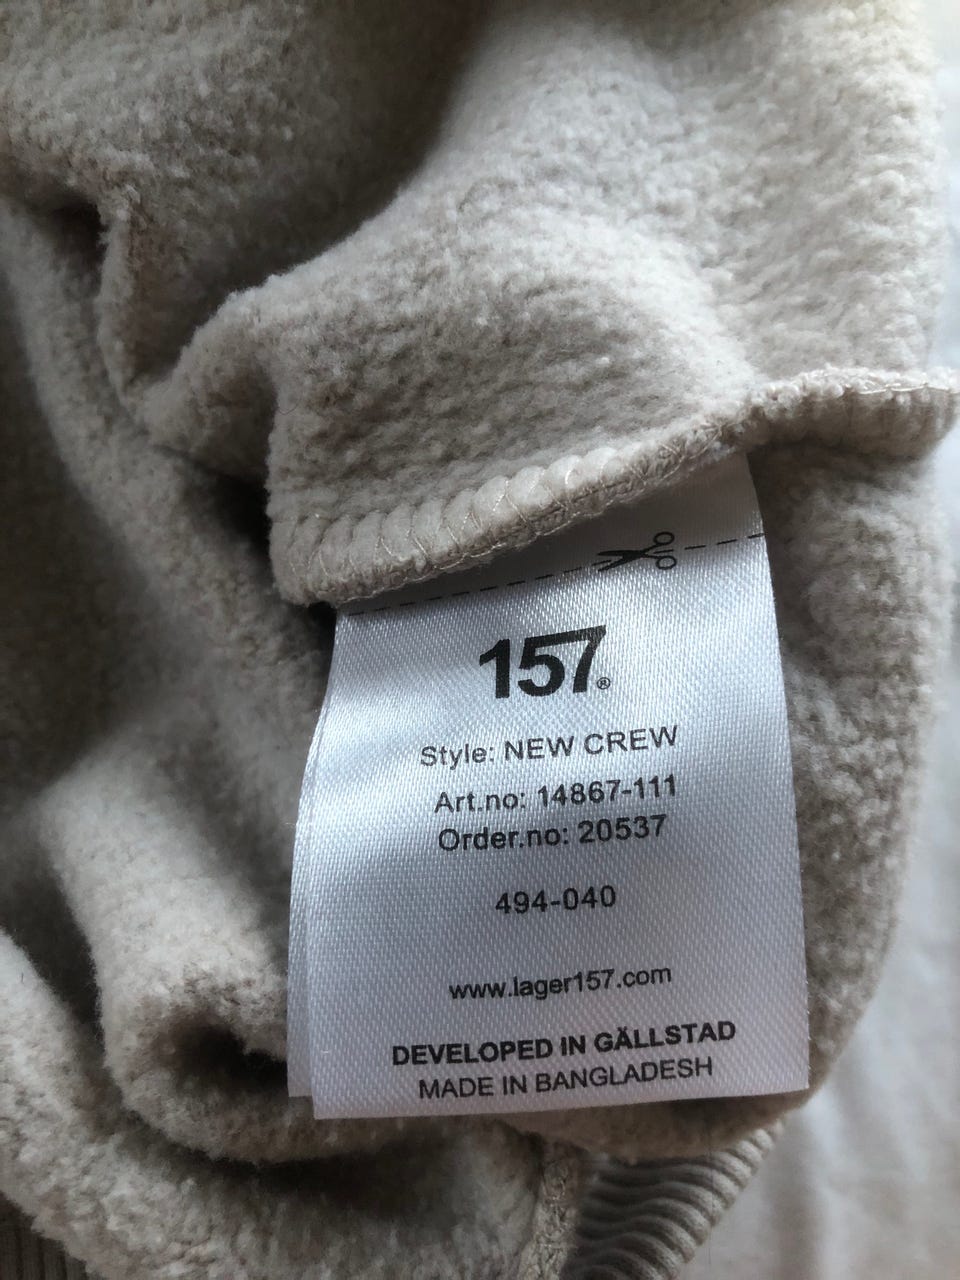 157®
Style: NEW CREW
Art.no: 14867-111
Order.no: 20537
494-040
www.lager157.com
DEVELOPED IN GÄLLSTAD
MADE IN BANGLADESH